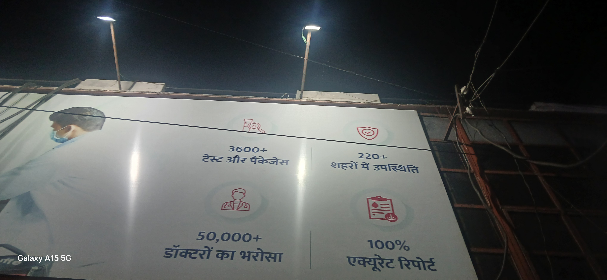 3600+
टेस्ट और पैकेजेस
220+
शहरों में उपस्थिति
50,000+
डॉक्टरों का भरोसा
100%
एक्यूरेट रिपोर्ट
Galaxy A15 5G